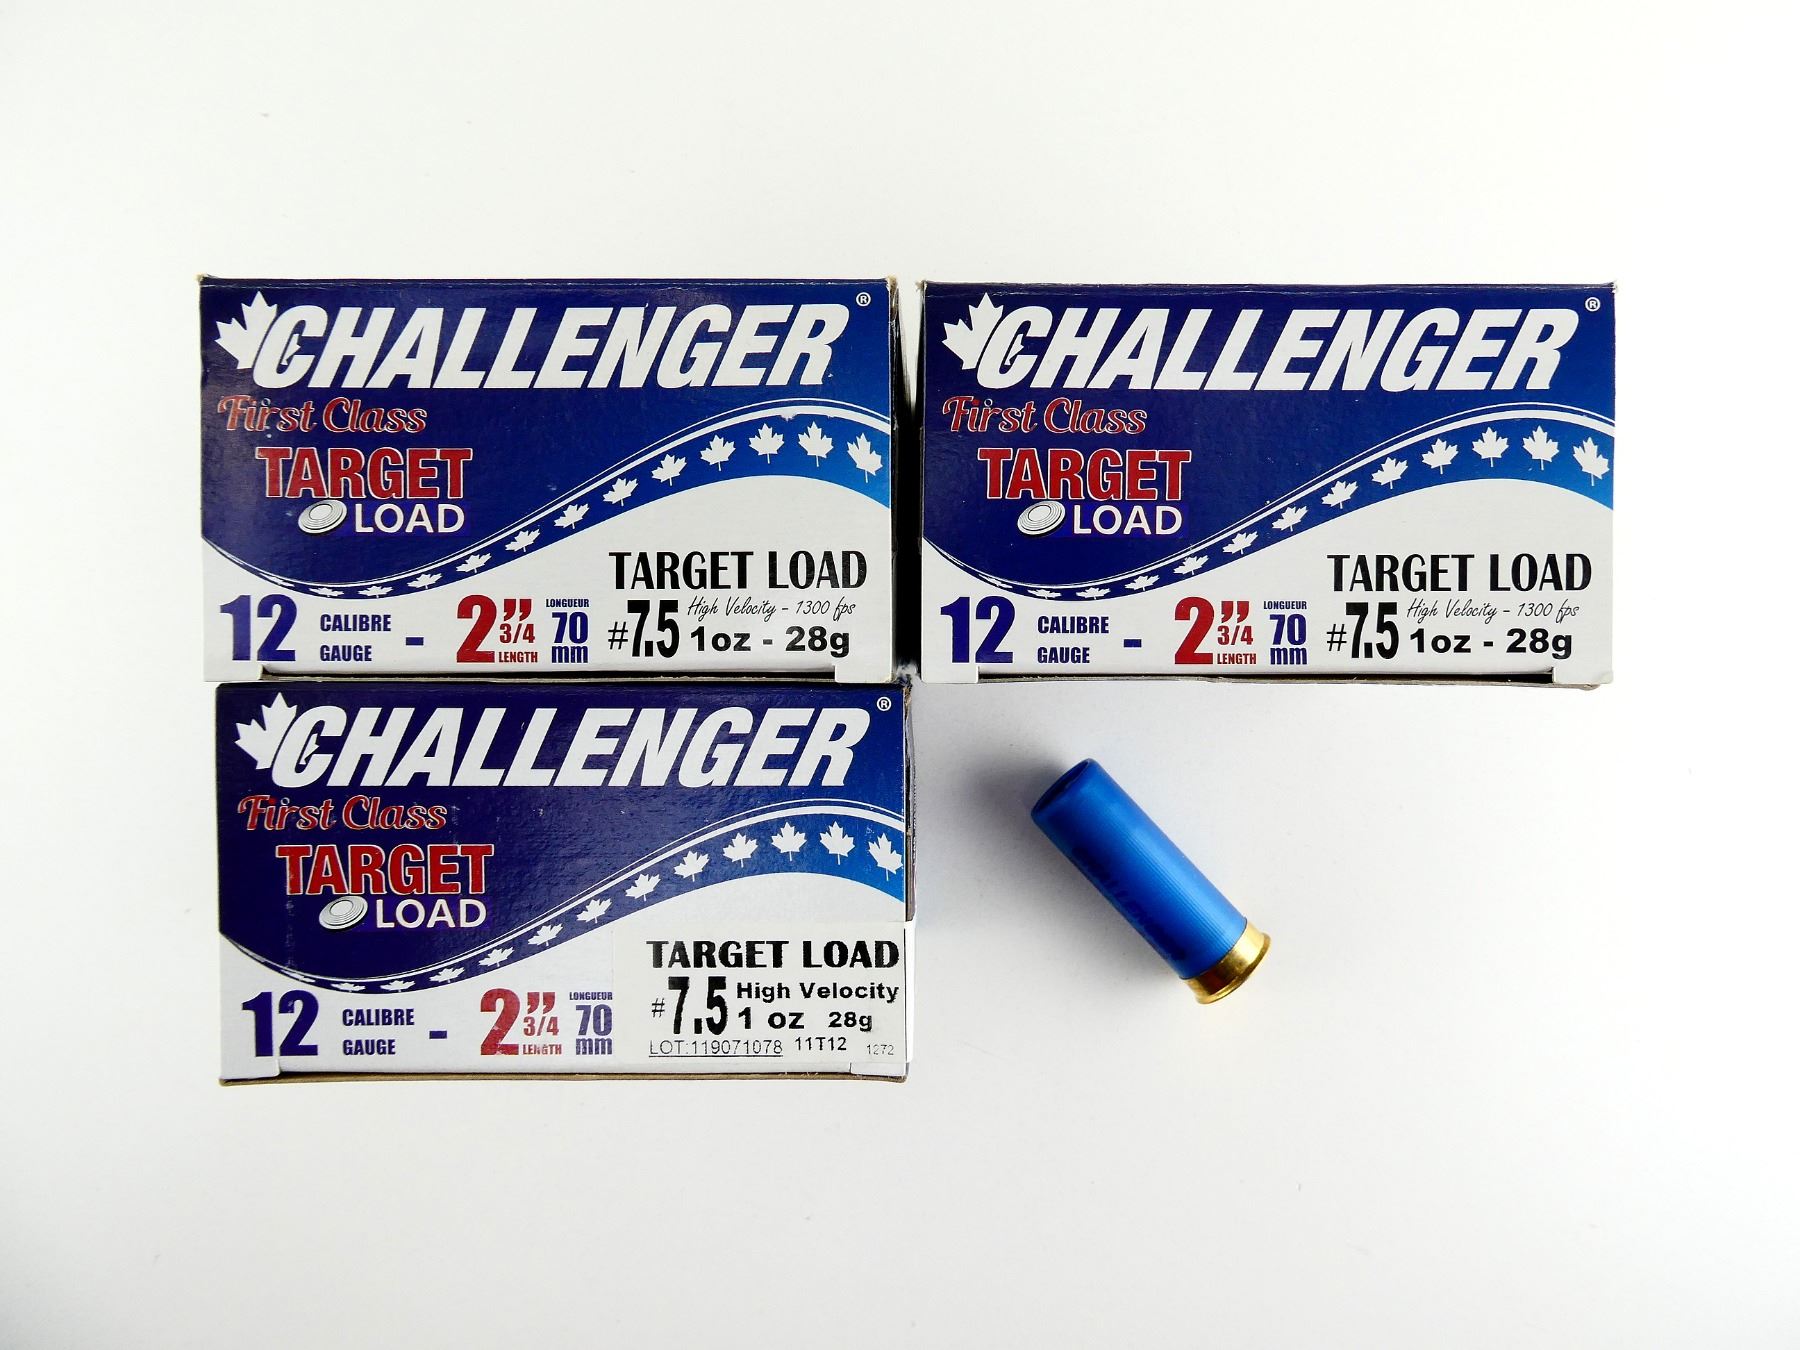 CHALLENGER®
First Class
TARGET
LOAD
12 CALIBRE GAUGE - 2" 3/4 LENGTH LONGUEUR 70 mm
TARGET LOAD
#7.5 High Velocity - 1300 fps
1oz - 28g
CHALLENGER®
First Class
TARGET
LOAD
12 CALIBRE GAUGE - 2" 3/4 LENGTH LONGUEUR 70 mm
TARGET LOAD
#7.5 High Velocity - 1300 fps
1oz - 28g
CHALLENGER®
First Class
TARGET
LOAD
12 CALIBRE GAUGE - 2" 3/4 LENGTH LONGUEUR 70 mm
TARGET LOAD
#7.5 High Velocity
1 oz 28g
LOT:119071078 11T12 1272
CHALLENGER